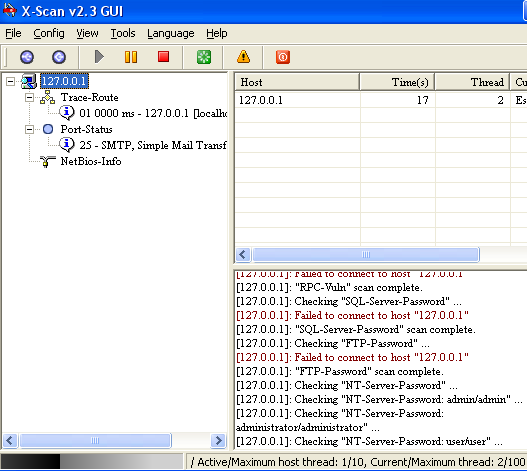 X-Scan v2.3 GUI
File Config View Tools Language Help
127.0.0.1
Trace-Route
01 0000 ms - 127.0.0.1 [localh
Port-Status
25 - SMTP, Simple Mail Transf
NetBios-Info
Host Time(s) Thread Cu
127.0.0.1 17 2 Es
[127.0.0.1]: Failed to connect to host "127.0.0.1"
[127.0.0.1]: "RPC-Vuln" scan complete.
[127.0.0.1]: Checking "SQL-Server-Password" ...
[127.0.0.1]: Failed to connect to host "127.0.0.1"
[127.0.0.1]: "SQL-Server-Password" scan complete.
[127.0.0.1]: Checking "FTP-Password" ...
[127.0.0.1]: Failed to connect to host "127.0.0.1"
[127.0.0.1]: "FTP-Password" scan complete.
[127.0.0.1]: Checking "NT-Server-Password" ...
[127.0.0.1]: Checking "NT-Server-Password: admin/admin" ...
[127.0.0.1]: Checking "NT-Server-Password:
administrator/administrator" ...
[127.0.0.1]: Checking "NT-Server-Password: user/user" ...
/ Active/Maximum host thread: 1/10, Current/Maximum thread: 2/100